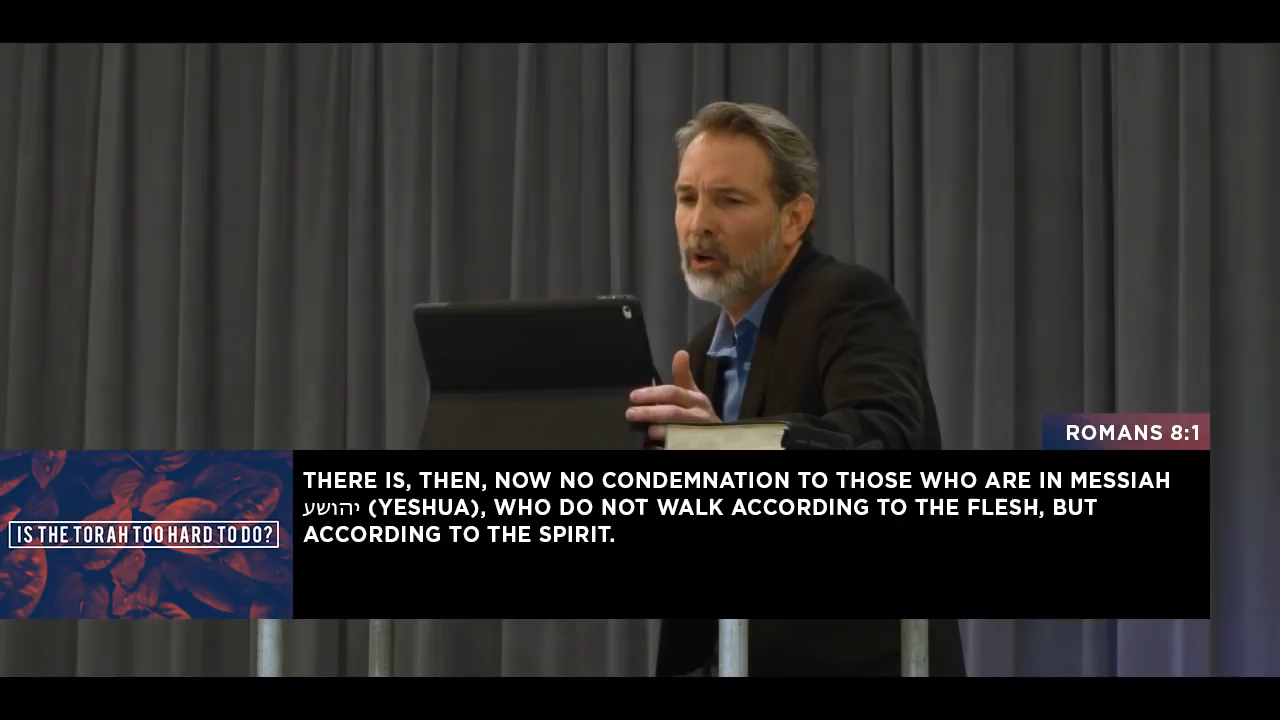 ROMANS 8:1
THERE IS, THEN, NOW NO CONDEMNATION TO THOSE WHO ARE IN MESSIAH
יהושע (YESHUA), WHO DO NOT WALK ACCORDING TO THE FLESH, BUT
ACCORDING TO THE SPIRIT.
IS THE TORAH TOO HARD TO DO?